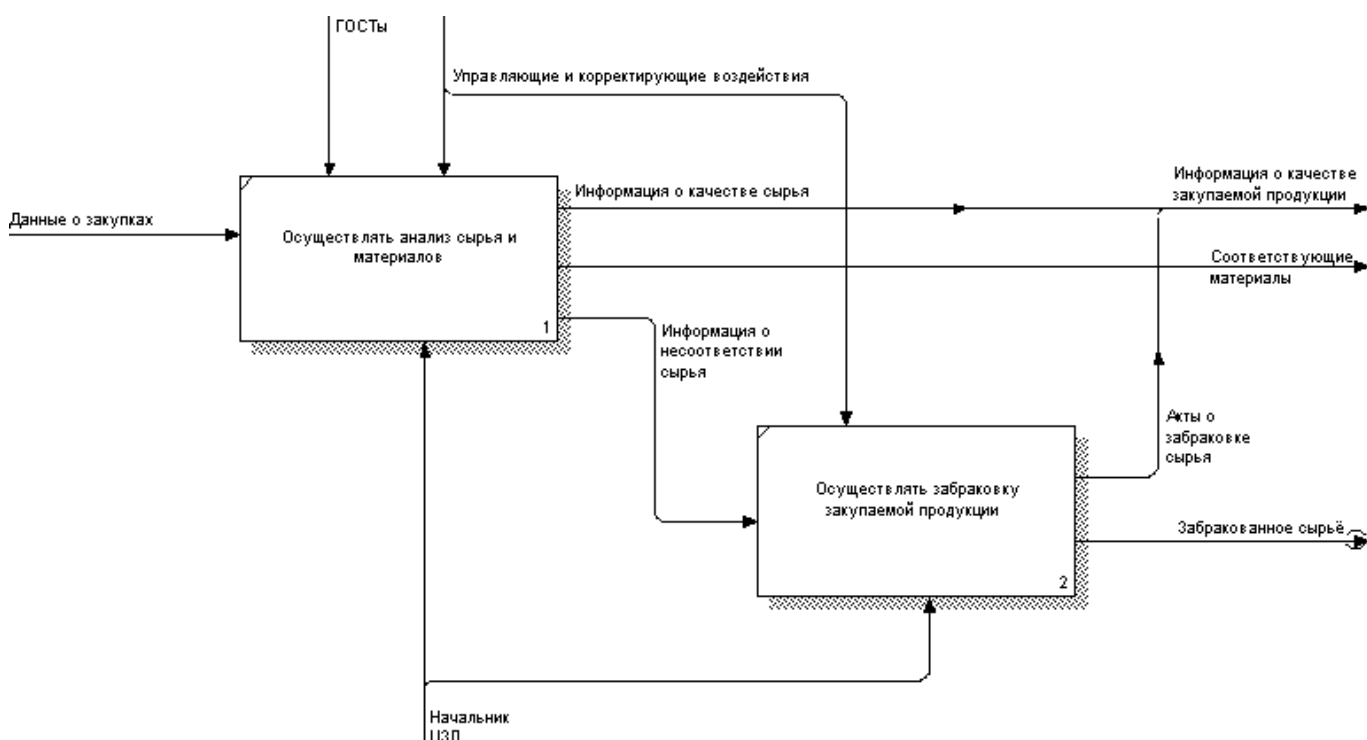 ГОСТы
Управляющие и корректирующие воздействия
Информация о качестве сырья
Информация о качестве
закупаемой продукции
Данные о закупках
Осуществлять анализ сырья и
материалов
1
Соответствующие
материалы
Информация о
несоответствии
сырья
Акты о
забраковке
сырья
Осуществлять забраковку
закупаемой продукции
2
Забракованное сырьё
Начальник